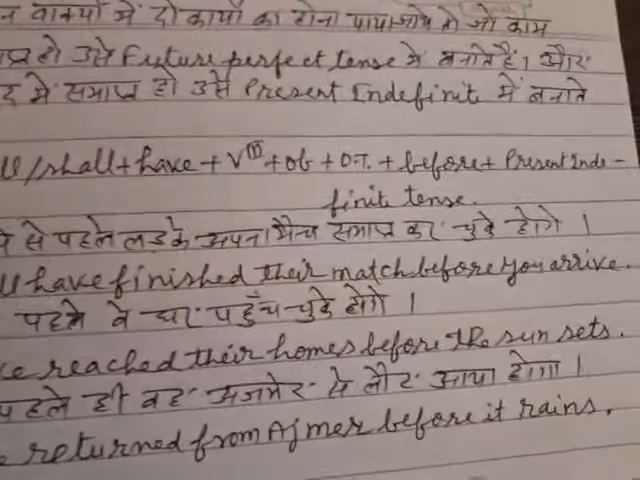 न वाक्यों में दो कार्यों का होना पाया जाये तो जो काम
हो उसे Future perfect tense में बनाते हैं। और
में समाप्त हो उसे Present Indefinit में बनाते
/shall + have + VIII + Ob + O.T. + before + Present Inde-
finite tense.
से पहले लड़के अपना मैच समाप्त कर चुके होंगे।
have finished their match before you arrive.
पहले वे घर पहुँच चुके होंगे।
reached their homes before the sun sets.
पहले ही वह अजमेर से लौट आया होगा।
returned from Ajmer before it rains.